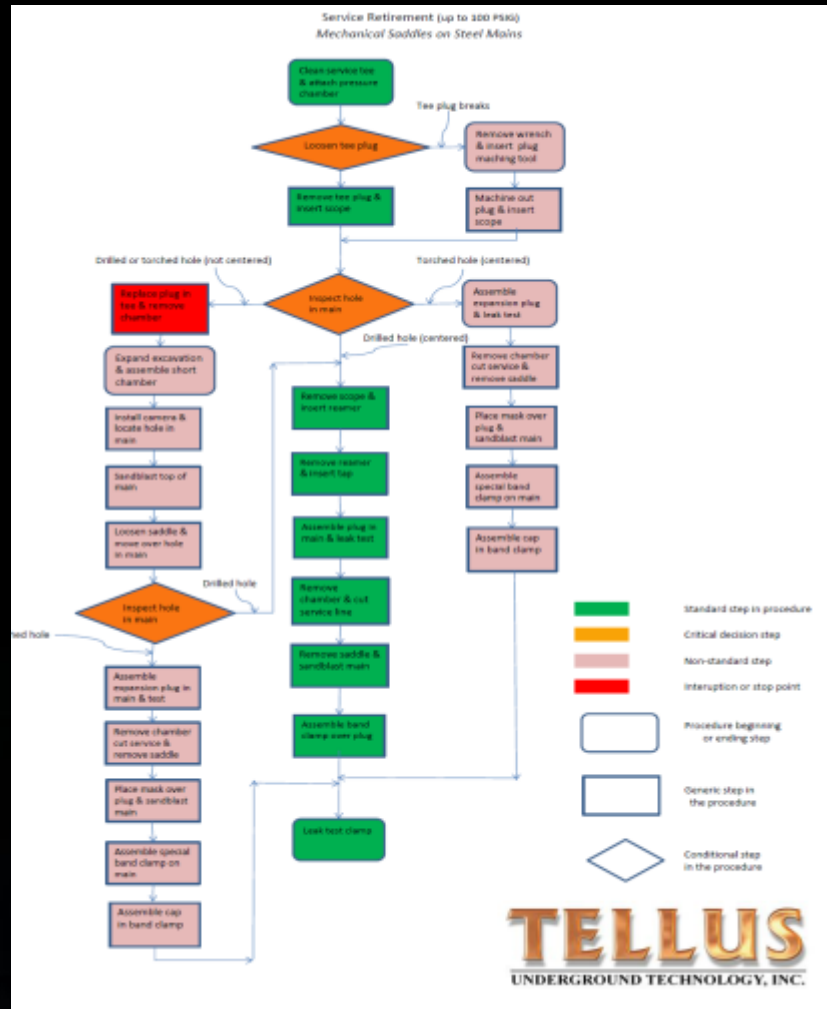 Service Retirement (up to 100 PSIG)
Mechanical Saddles on Steel Mains
Clean service tee
& attach pressure
chamber
Tee plug breaks
Loosen tee plug
Remove wrench
& insert plug
maching tool
Remove tee plug &
insert scope
Machine out
plug & insert
scope
Drilled or torched hole (not centered)
Torched hole (centered)
Replace plug in
tee & remove
chamber
Inspect hole
in main
Assemble
expansion plug
& leak test
Drilled hole (centered)
Expand excavation
& assemble short
chamber
Remove chamber
cut service &
remove saddle
Install camera &
locate hole in
main
Remove scope &
insert reamer
Place mask over
plug &
sandblast main
Sandblast top of
main
Remove reamer
& insert tap
Assemble
special band
clamp on main
Loosen saddle &
move over hole
in main
Assemble plug in
main & leak test
Assemble cap
in band clamp
Drilled hole
Inspect hole
in main
Remove
chamber & cut
service line
hed hole
Remove saddle &
sandblast main
Assemble
expansion plug in
main & test
Remove chamber
cut service &
remove saddle
Assemble band
clamp over plug
Place mask over
plug & sandblast
main
Leak test clamp
Assemble special
band clamp on
main
Assemble cap
in band clamp
Standard step in procedure
Critical decision step
Non-standard step
Interuption or stop point
Procedure beginning
or ending step
Generic step in
the procedure
Conditional step
in the procedure
TELLUS
UNDERGROUND TECHNOLOGY, INC.